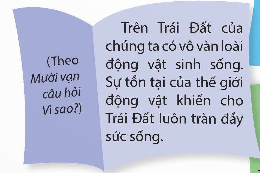 (Theo
Mười vạn
câu hỏi
Vì sao?)
Trên Trái Đất của
chúng ta có vô vàn loài
động vật sinh sống.
Sự tồn tại của thế giới
động vật khiến cho
Trái Đất luôn tràn đầy
sức sống.